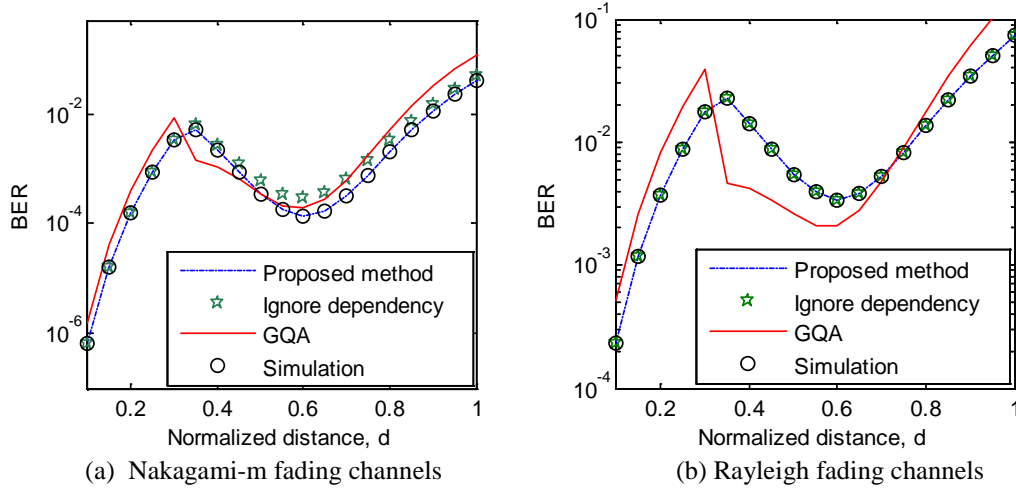 10^-2
10^-4
10^-6
BER
Proposed method
Ignore dependency
GQA
Simulation
0.2 0.4 0.6 0.8 1
Normalized distance, d
(a) Nakagami-m fading channels
10^-1
10^-2
10^-3
10^-4
BER
Proposed method
Ignore dependency
GQA
Simulation
0.2 0.4 0.6 0.8 1
Normalized distance, d
(b) Rayleigh fading channels